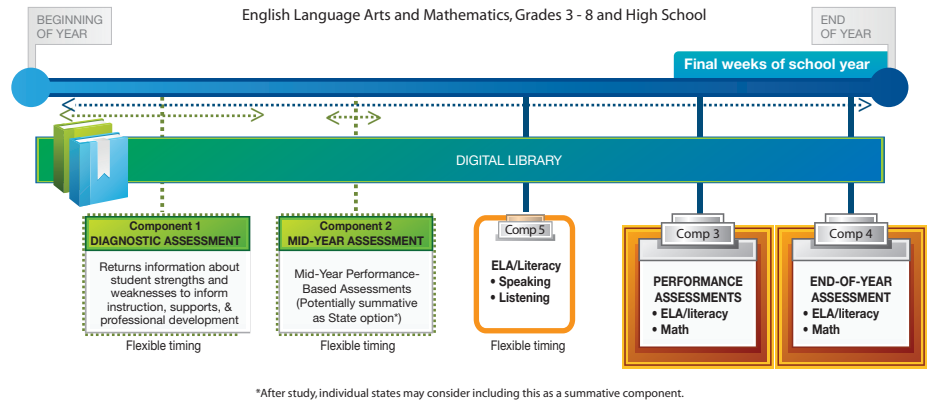 English Language Arts and Mathematics, Grades 3 - 8 and High School
BEGINNING
OF YEAR
END
OF YEAR
Final weeks of school year
DIGITAL LIBRARY
Component 1
DIAGNOSTIC ASSESSMENT
Returns information about
student strengths and
weaknesses to inform
instruction, supports, &
professional development
Flexible timing
Component 2
MID-YEAR ASSESSMENT
Mid-Year Performance-
Based Assessments
(Potentially summative
as State option*)
Flexible timing
Comp 5
ELA/Literacy
• Speaking
• Listening
Flexible timing
Comp 3
PERFORMANCE
ASSESSMENTS
• ELA/literacy
• Math
Comp 4
END-OF-YEAR
ASSESSMENT
• ELA/literacy
• Math
*After study, individual states may consider including this as a summative component.